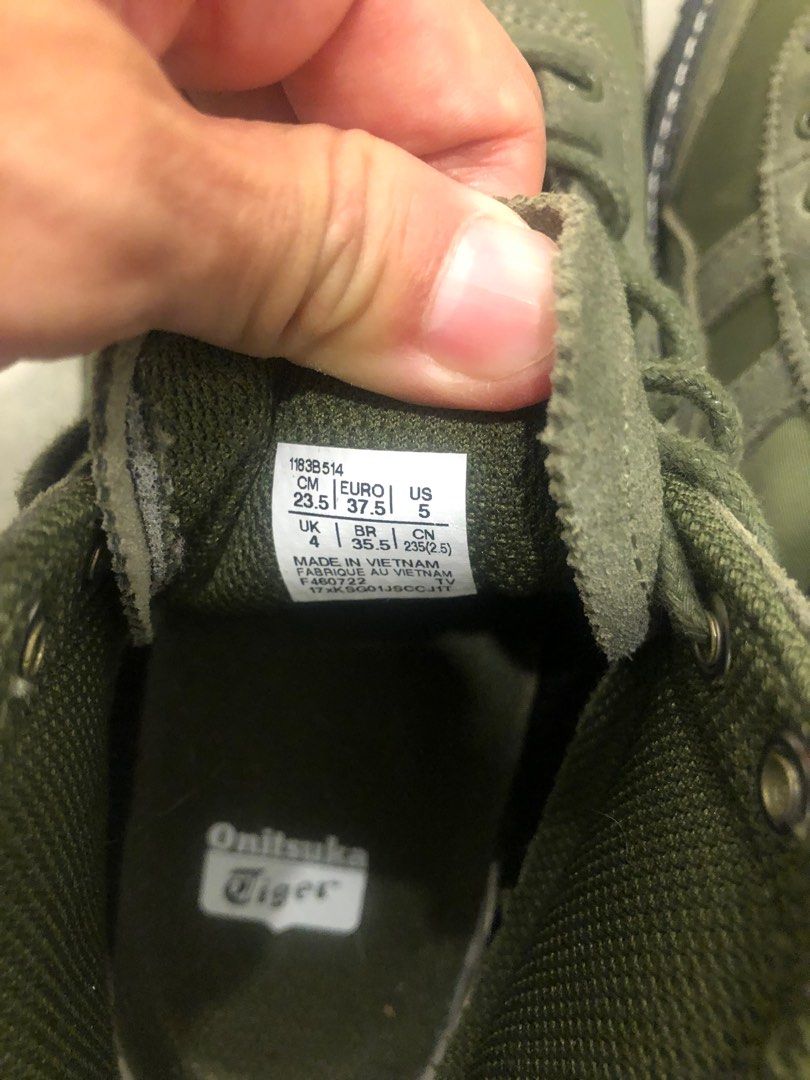 1183B514
CM EURO US
23.5 37.5 5
UK BR CN
4 35.5 235(2.5)
MADE IN VIETNAM
FABRIQUE AU VIETNAM
F460722 TV
17xKSG01JSCCJ1T
Onitsuka
Tiger